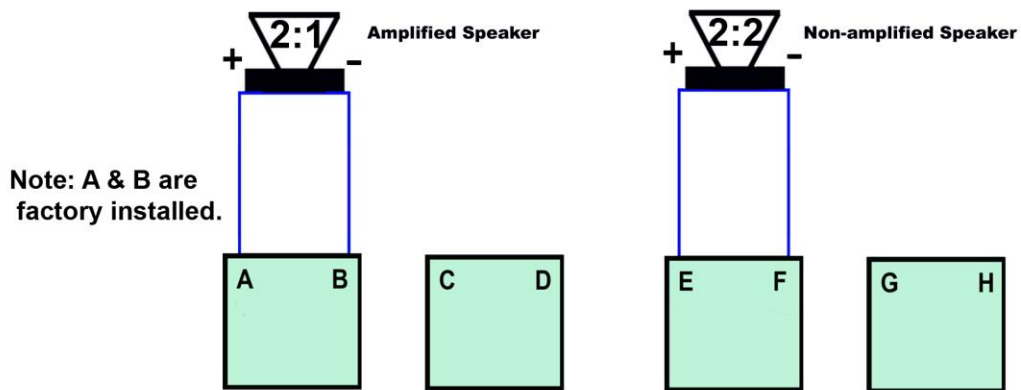 2:1 Amplified Speaker
+ -
2:2 Non-amplified Speaker
+ -
Note: A & B are
factory installed.
A B
C D
E F
G H